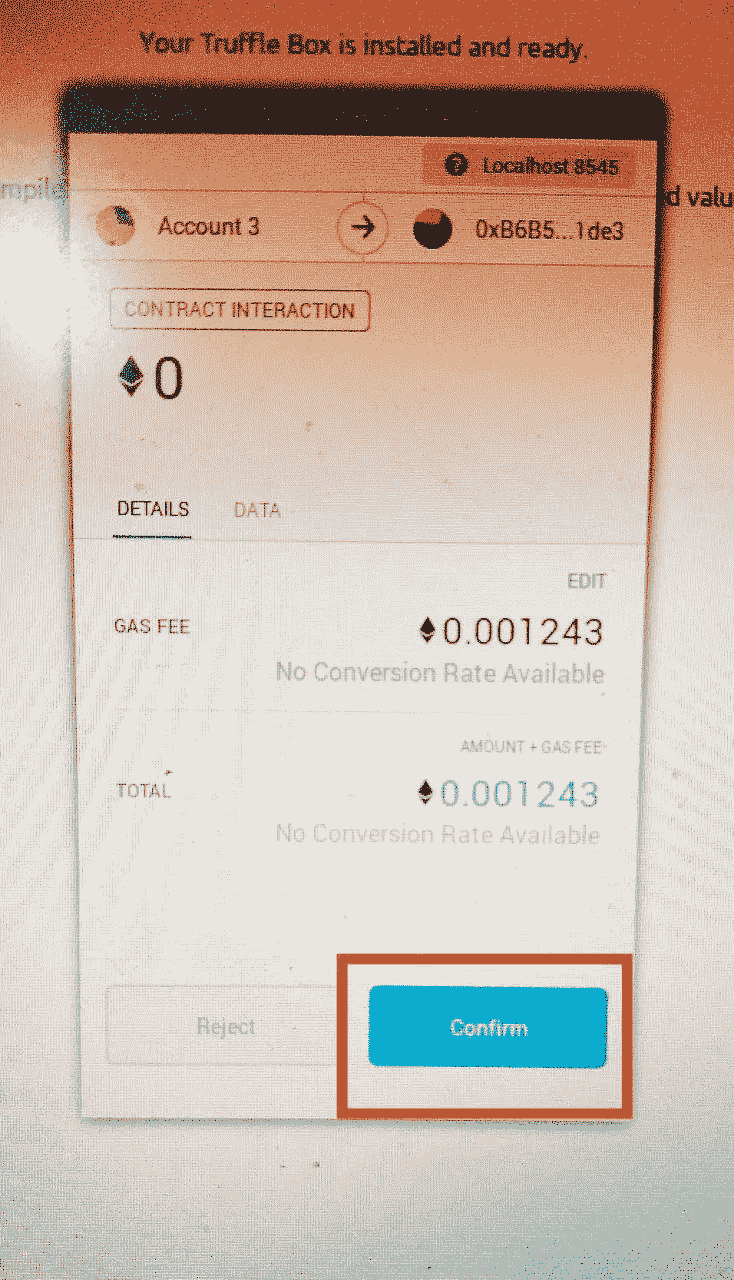 Your Truffle Box is installed and ready.
Localhost 8545
d valu
Account 3
0xB6B5...1de3
CONTRACT INTERACTION
0
DETAILS DATA
EDIT
GAS FEE 0.001243
No Conversion Rate Available
AMOUNT + GAS FEE
TOTAL 0.001243
No Conversion Rate Available
Reject Confirm